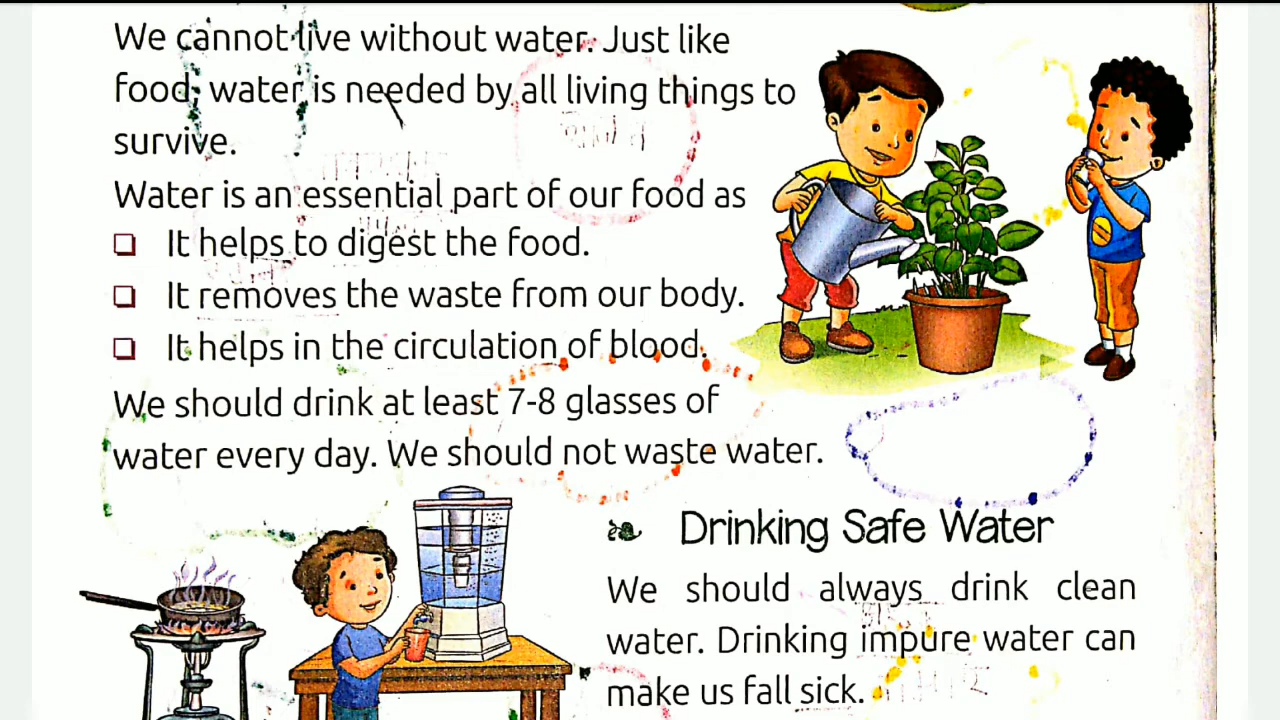 We cannot live without water. Just like
food, water is needed by all living things to
survive.
Water is an essential part of our food as
It helps to digest the food.
It removes the waste from our body.
It helps in the circulation of blood.
We should drink at least 7-8 glasses of
water every day. We should not waste water.
Drinking Safe Water
We should always drink clean
water. Drinking impure water can
make us fall sick.